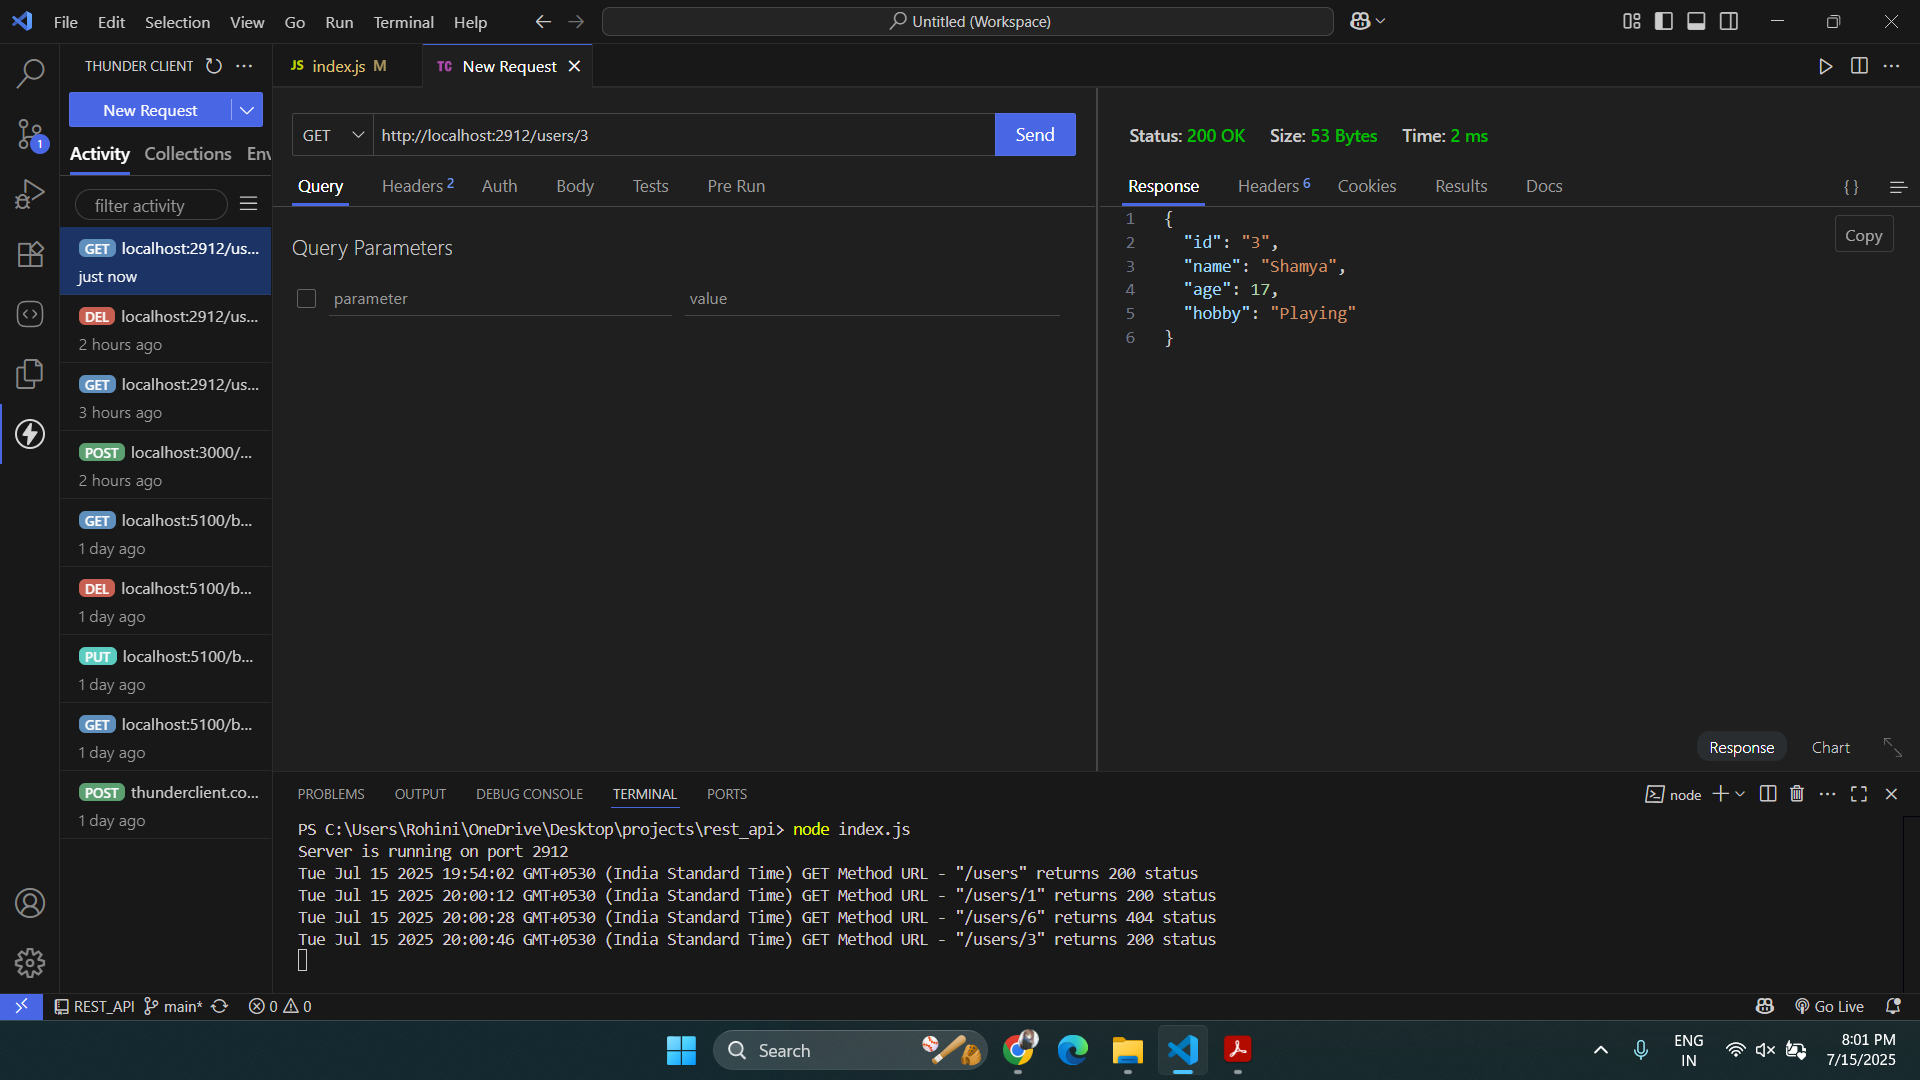 File Edit Selection View Go Run Terminal Help
Untitled (Workspace)
THUNDER CLIENT
New Request
Activity Collections Env
filter activity
GET localhost:2912/us...
just now
DEL localhost:2912/us...
2 hours ago
GET localhost:2912/us...
3 hours ago
POST localhost:3000/...
2 hours ago
GET localhost:5100/b...
1 day ago
DEL localhost:5100/b...
1 day ago
PUT localhost:5100/b...
1 day ago
GET localhost:5100/b...
1 day ago
POST thunderclient.co...
1 day ago
1
JS index.js M
TC New Request
GET http://localhost:2912/users/3 Send
Query Headers 2 Auth Body Tests Pre Run
Query Parameters
parameter value
Status: 200 OK Size: 53 Bytes Time: 2 ms
Response Headers 6 Cookies Results Docs { }
Copy
1 {
2 "id": "3",
3 "name": "Shamya",
4 "age": 17,
5 "hobby": "Playing"
6 }
Response Chart
PROBLEMS OUTPUT DEBUG CONSOLE TERMINAL PORTS
node
PS C:\Users\Rohini\OneDrive\Desktop\projects\rest_api> node index.js
Server is running on port 2912
Tue Jul 15 2025 19:54:02 GMT+0530 (India Standard Time) GET Method URL - "/users" returns 200 status
Tue Jul 15 2025 20:00:12 GMT+0530 (India Standard Time) GET Method URL - "/users/1" returns 200 status
Tue Jul 15 2025 20:00:28 GMT+0530 (India Standard Time) GET Method URL - "/users/6" returns 404 status
Tue Jul 15 2025 20:00:46 GMT+0530 (India Standard Time) GET Method URL - "/users/3" returns 200 status
REST_API main* 0 0
Go Live
Search
ENG
IN
8:01 PM
7/15/2025